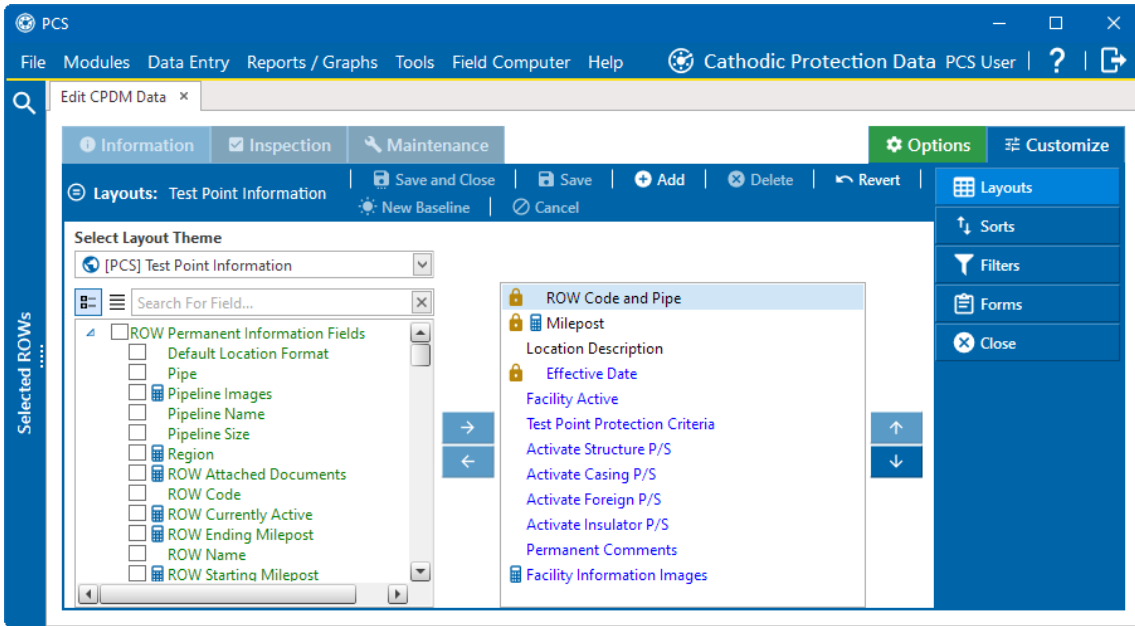 PCS
File Modules Data Entry Reports / Graphs Tools Field Computer Help Cathodic Protection Data PCS User | ? |
Edit CPDM Data ×
Information Inspection Maintenance Options Customize
Layouts: Test Point Information | Save and Close | Save | Add | Delete | Revert |
New Baseline | Cancel
Layouts
Sorts
Filters
Forms
Close
Selected ROWs
Select Layout Theme
[PCS] Test Point Information
Search For Field...
ROW Permanent Information Fields
Default Location Format
Pipe
Pipeline Images
Pipeline Name
Pipeline Size
Region
ROW Attached Documents
ROW Code
ROW Currently Active
ROW Ending Milepost
ROW Name
ROW Starting Milepost
ROW Code and Pipe
Milepost
Location Description
Effective Date
Facility Active
Test Point Protection Criteria
Activate Structure P/S
Activate Casing P/S
Activate Foreign P/S
Activate Insulator P/S
Permanent Comments
Facility Information Images